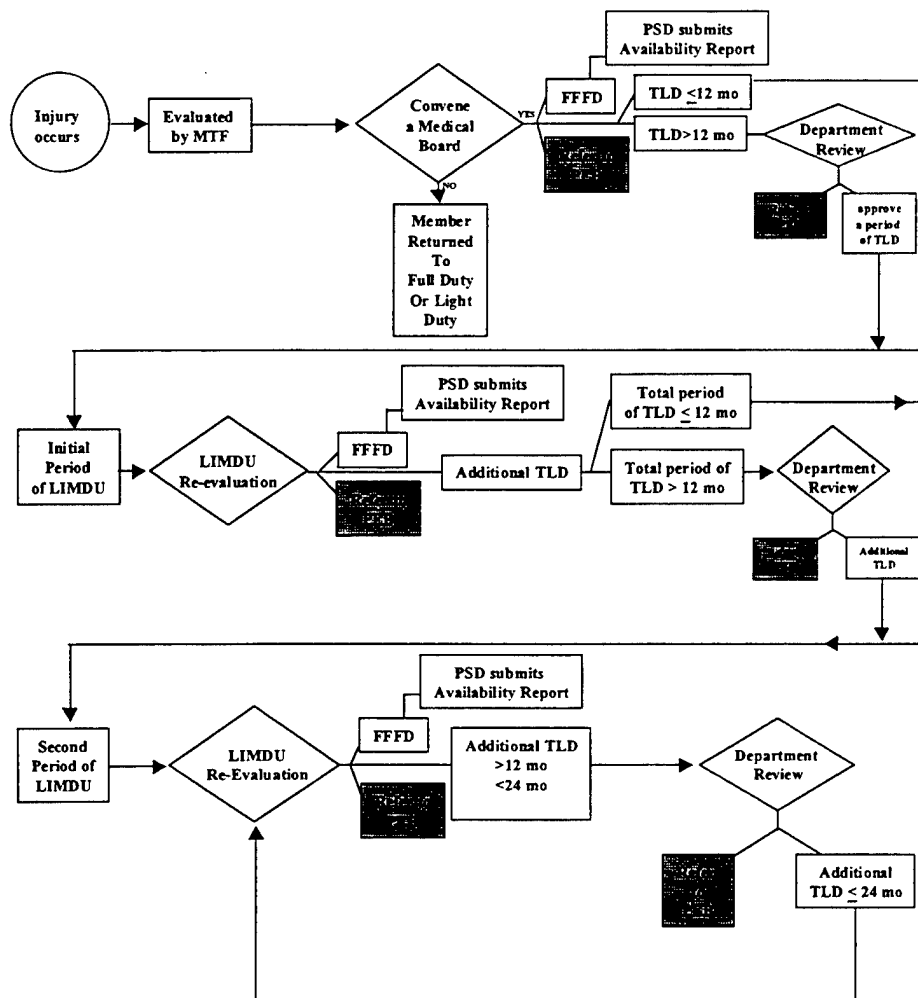 PSD submits
Availability Report
Injury
occurs
Evaluated
by MTF
Convene
a Medical
Board
YES
FFFD
TLD ≤12 mo
TLD>12 mo
Department
Review
approve
a period
of TLD
NO
Member
Returned
To
Full Duty
Or Light
Duty
PSD submits
Availability Report
Total period
of TLD ≤ 12 mo
Initial
Period
of LIMDU
LIMDU
Re-evaluation
FFFD
Additional TLD
Total period of
TLD > 12 mo
Department
Review
Additional
TLD
PSD submits
Availability Report
Second
Period of
LIMDU
LIMDU
Re-Evaluation
FFFD
Additional TLD
>12 mo
<24 mo
Department
Review
Additional
TLD ≤ 24 mo